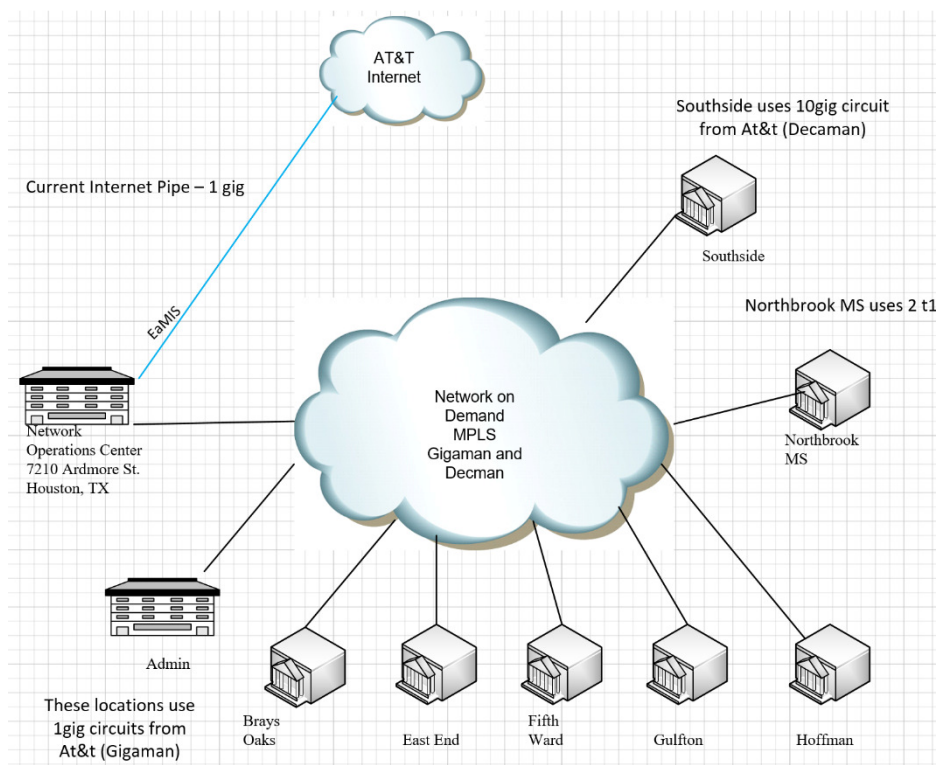 AT&T
Internet
Southside uses 10gig circuit
from At&t (Decaman)
Current Internet Pipe – 1 gig
Southside
EaMIS
Northbrook MS uses 2 t1
Network on
Demand
MPLS
Gigaman and
Decman
Network
Operations Center
7210 Ardmore St.
Houston, TX
Northbrook
MS
Admin
These locations use
1gig circuits from
At&t (Gigaman)
Brays
Oaks
East End
Fifth
Ward
Gulfton
Hoffman